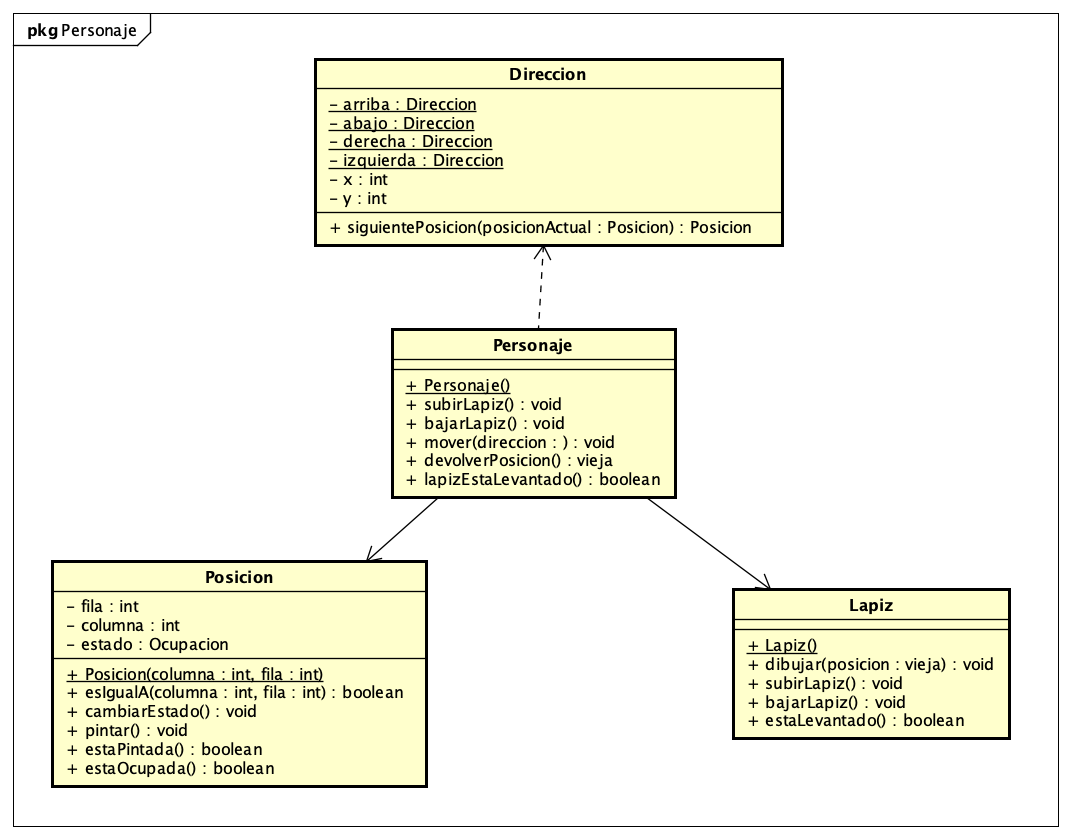 pkg Personaje
Direccion
- arriba : Direccion
- abajo : Direccion
- derecha : Direccion
- izquierda : Direccion
- x : int
- y : int
+ siguientePosicion(posicionActual : Posicion) : Posicion
Personaje
+ Personaje()
+ subirLapiz() : void
+ bajarLapiz() : void
+ mover(direccion : ) : void
+ devolverPosicion() : vieja
+ lapizEstaLevantado() : boolean
Posicion
- fila : int
- columna : int
- estado : Ocupacion
+ Posicion(columna : int, fila : int)
+ esIgualA(columna : int, fila : int) : boolean
+ cambiarEstado() : void
+ pintar() : void
+ estaPintada() : boolean
+ estaOcupada() : boolean
Lapiz
+ Lapiz()
+ dibujar(posicion : vieja) : void
+ subirLapiz() : void
+ bajarLapiz() : void
+ estaLevantado() : boolean